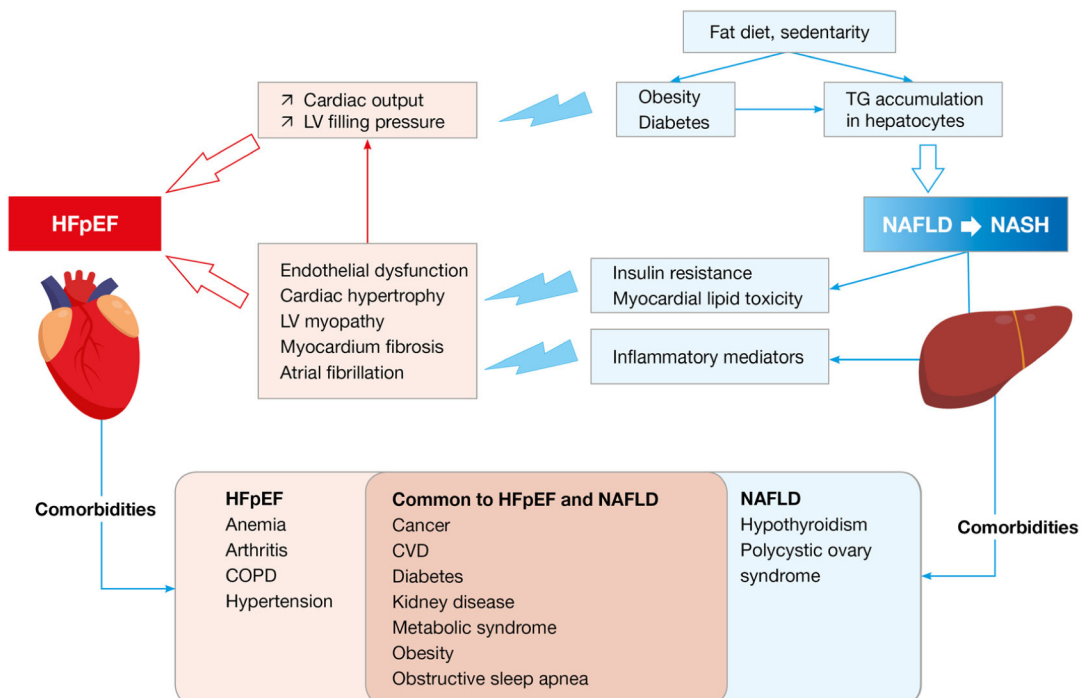 Fat diet, sedentarity
↗ Cardiac output
↗ LV filling pressure
Obesity
Diabetes
TG accumulation
in hepatocytes
HFpEF
NAFLD ➡ NASH
Endothelial dysfunction
Cardiac hypertrophy
LV myopathy
Myocardium fibrosis
Atrial fibrillation
Insulin resistance
Myocardial lipid toxicity
Inflammatory mediators
Comorbidities
HFpEF
Anemia
Arthritis
COPD
Hypertension
Common to HFpEF and NAFLD
Cancer
CVD
Diabetes
Kidney disease
Metabolic syndrome
Obesity
Obstructive sleep apnea
NAFLD
Hypothyroidism
Polycystic ovary
syndrome
Comorbidities